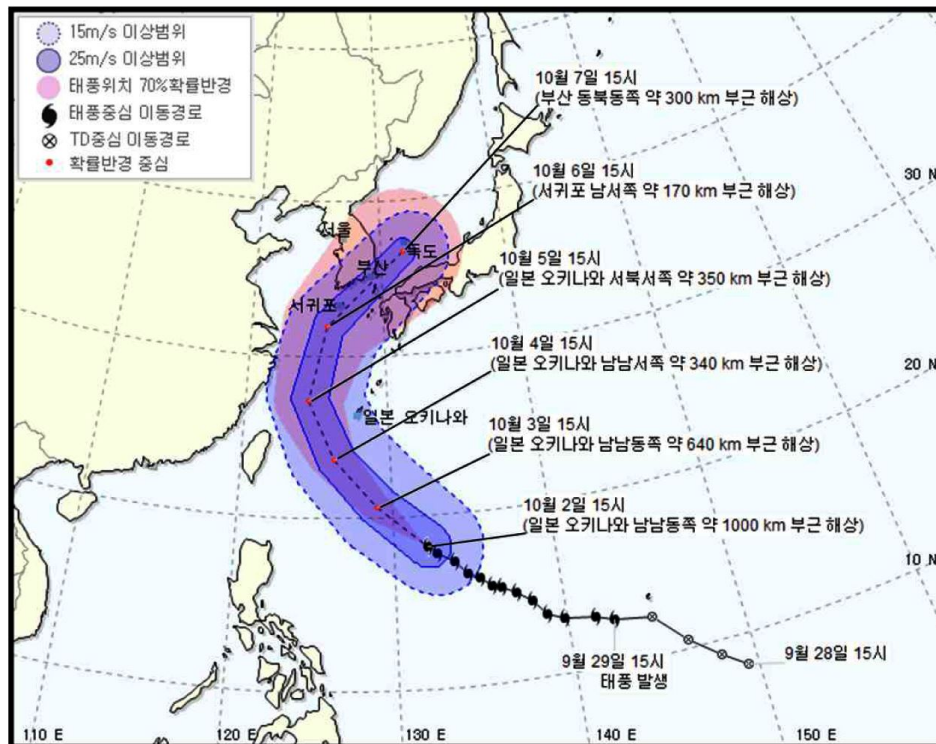 15m/s 이상범위
25m/s 이상범위
태풍위치 70%확률반경
태풍중심 이동경로
TD중심 이동경로
확률반경 중심
10월 7일 15시
(부산 동북동쪽 약 300 km 부근 해상)
10월 6일 15시
(서귀포 남서쪽 약 170 km 부근 해상)
30 N
서울
독도
부산
10월 5일 15시
(일본 오키나와 서북서쪽 약 350 km 부근 해상)
서귀포
10월 4일 15시
(일본 오키나와 남남서쪽 약 340 km 부근 해상)
20 N
일본 오키나와
10월 3일 15시
(일본 오키나와 남남동쪽 약 640 km 부근 해상)
10월 2일 15시
(일본 오키나와 남남동쪽 약 1000 km 부근 해상)
10 N
9월 29일 15시
태풍 발생
9월 28일 15시
110 E
120 E
130 E
140 E
150 E